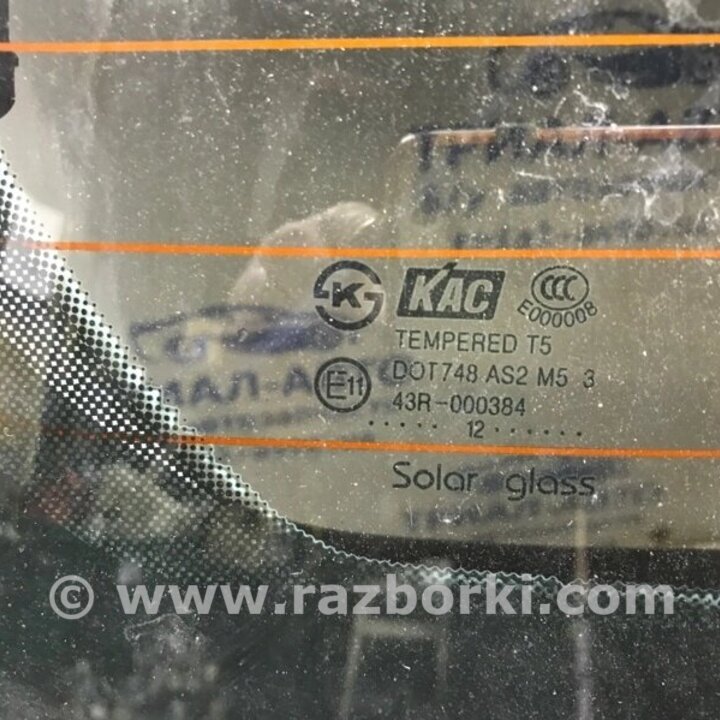 K KAC CCC
E000008
TEMPERED T5
E11 DOT748 AS2 M5 3
43R-000384
..... 12 ......
Solar glass
© www.razborki.com